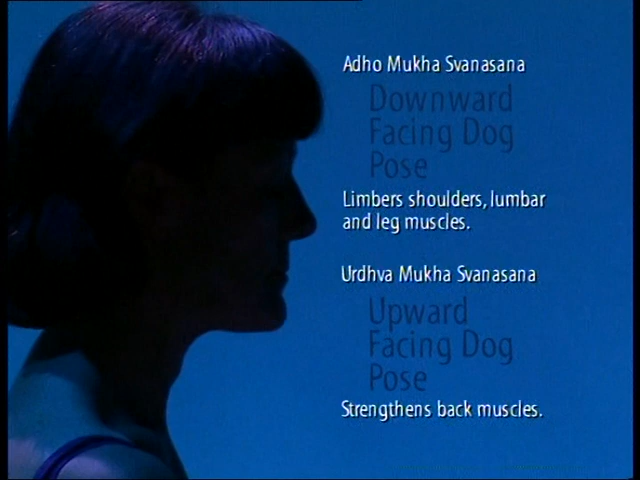 Adho Mukha Svanasana
Downward
Facing Dog
Pose
Limbers shoulders, lumbar
and leg muscles.
Urdhva Mukha Svanasana
Upward
Facing Dog
Pose
Strengthens back muscles.